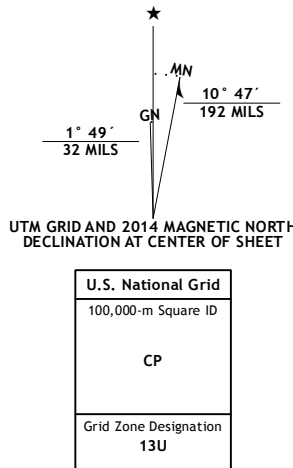 ★
MN
GN
1° 49´
32 MILS
10° 47´
192 MILS
UTM GRID AND 2014 MAGNETIC NORTH
DECLINATION AT CENTER OF SHEET
U.S. National Grid
100,000-m Square ID
CP
Grid Zone Designation
13U